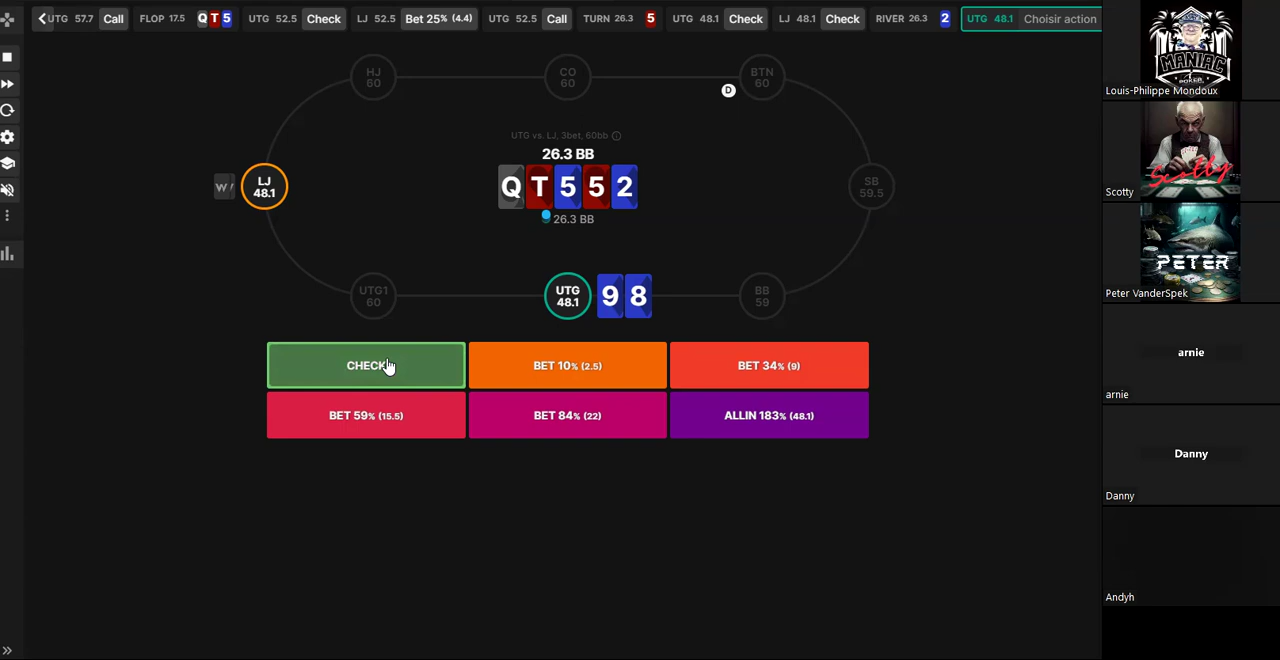 UTG 57.7 Call FLOP 17.5 Q T 5 UTG 52.5 Check LJ 52.5 Bet 25% (4.4) UTG 52.5 Call TURN 26.3 5 UTG 48.1 Check LJ 48.1 Check RIVER 26.3 2 UTG 48.1 Choisir action
HJ
60
CO
60
BTN
60
D
UTG vs. LJ, 3bet, 60bb
26.3 BB
Q T 5 5 2
26.3 BB
LJ
48.1
SB
59.5
UTG1
60
UTG
48.1
9 8
BB
59
CHECK
BET 10% (2.5)
BET 34% (9)
BET 59% (15.5)
BET 84% (22)
ALLIN 183% (48.1)
MANIAC
POKER
Louis-Philippe Mondoux
Scotty
Scotty
PETER
Peter VanderSpek
arnie
arnie
Danny
Danny
Andyh